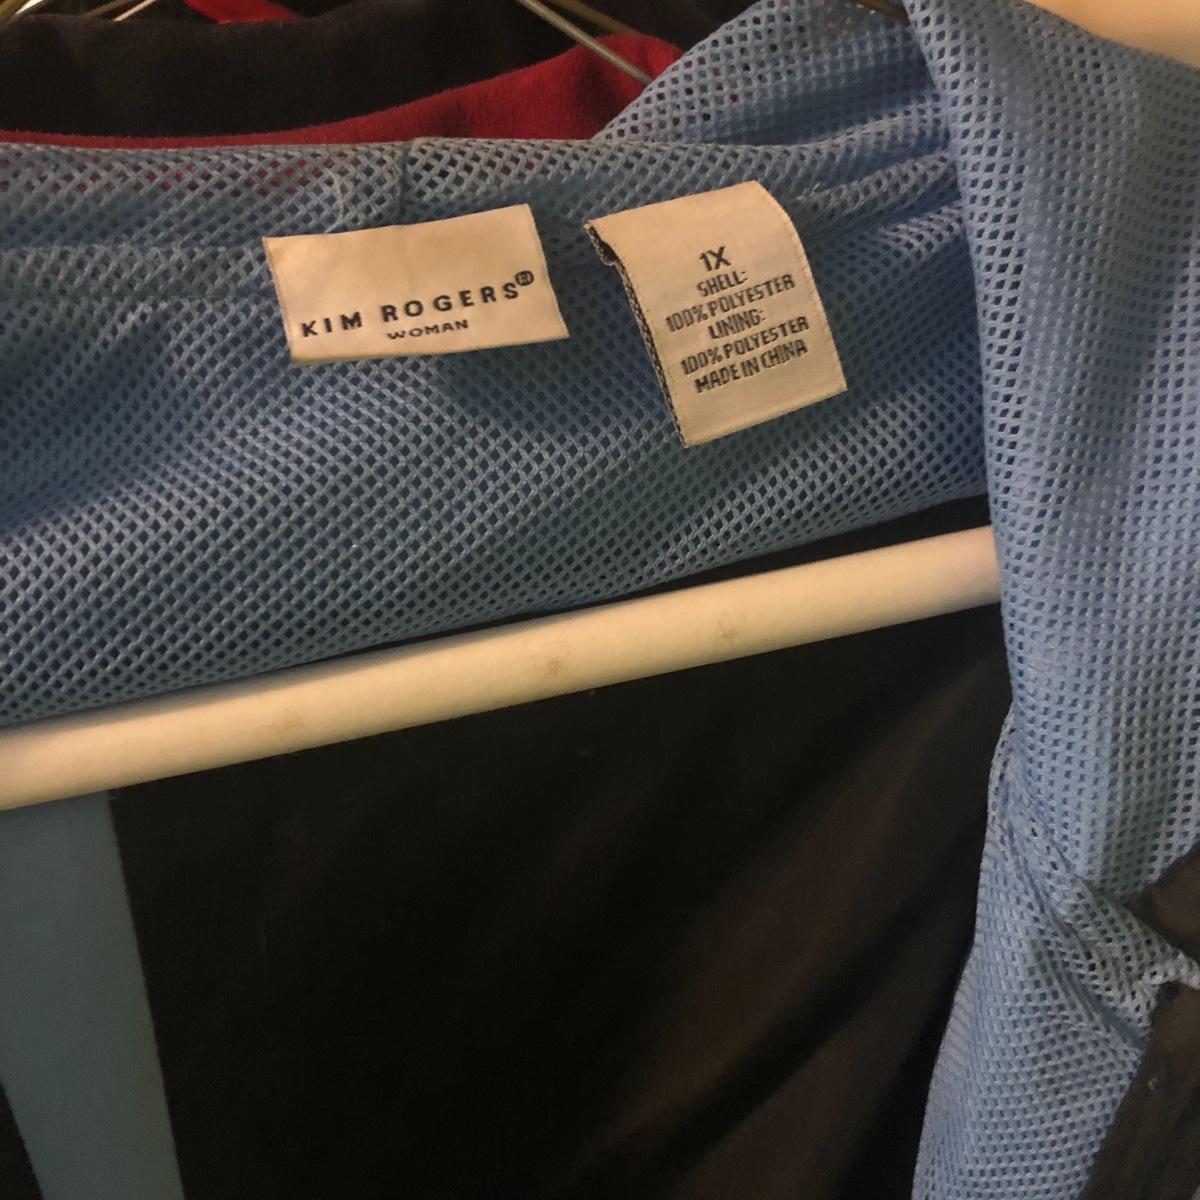 KIM ROGERS®
WOMAN
1X
SHELL:
100% POLYESTER
LINING:
100% POLYESTER
MADE IN CHINA